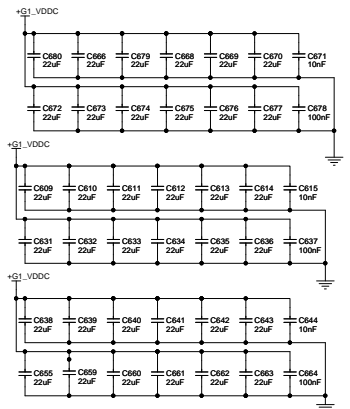 +G1_VDDC
C680 C666 C679 C668 C669 C670 C671
22uF 22uF 22uF 22uF 22uF 22uF 10nF
C672 C673 C674 C675 C676 C677 C678
22uF 22uF 22uF 22uF 22uF 22uF 100nF
+G1_VDDC
C609 C610 C611 C612 C613 C614 C615
22uF 22uF 22uF 22uF 22uF 22uF 10nF
C631 C632 C633 C634 C635 C636 C637
22uF 22uF 22uF 22uF 22uF 22uF 100nF
+G1_VDDC
C638 C639 C640 C641 C642 C643 C644
22uF 22uF 22uF 22uF 22uF 22uF 10nF
C655 C659 C660 C661 C662 C663 C664
22uF 22uF 22uF 22uF 22uF 22uF 100nF